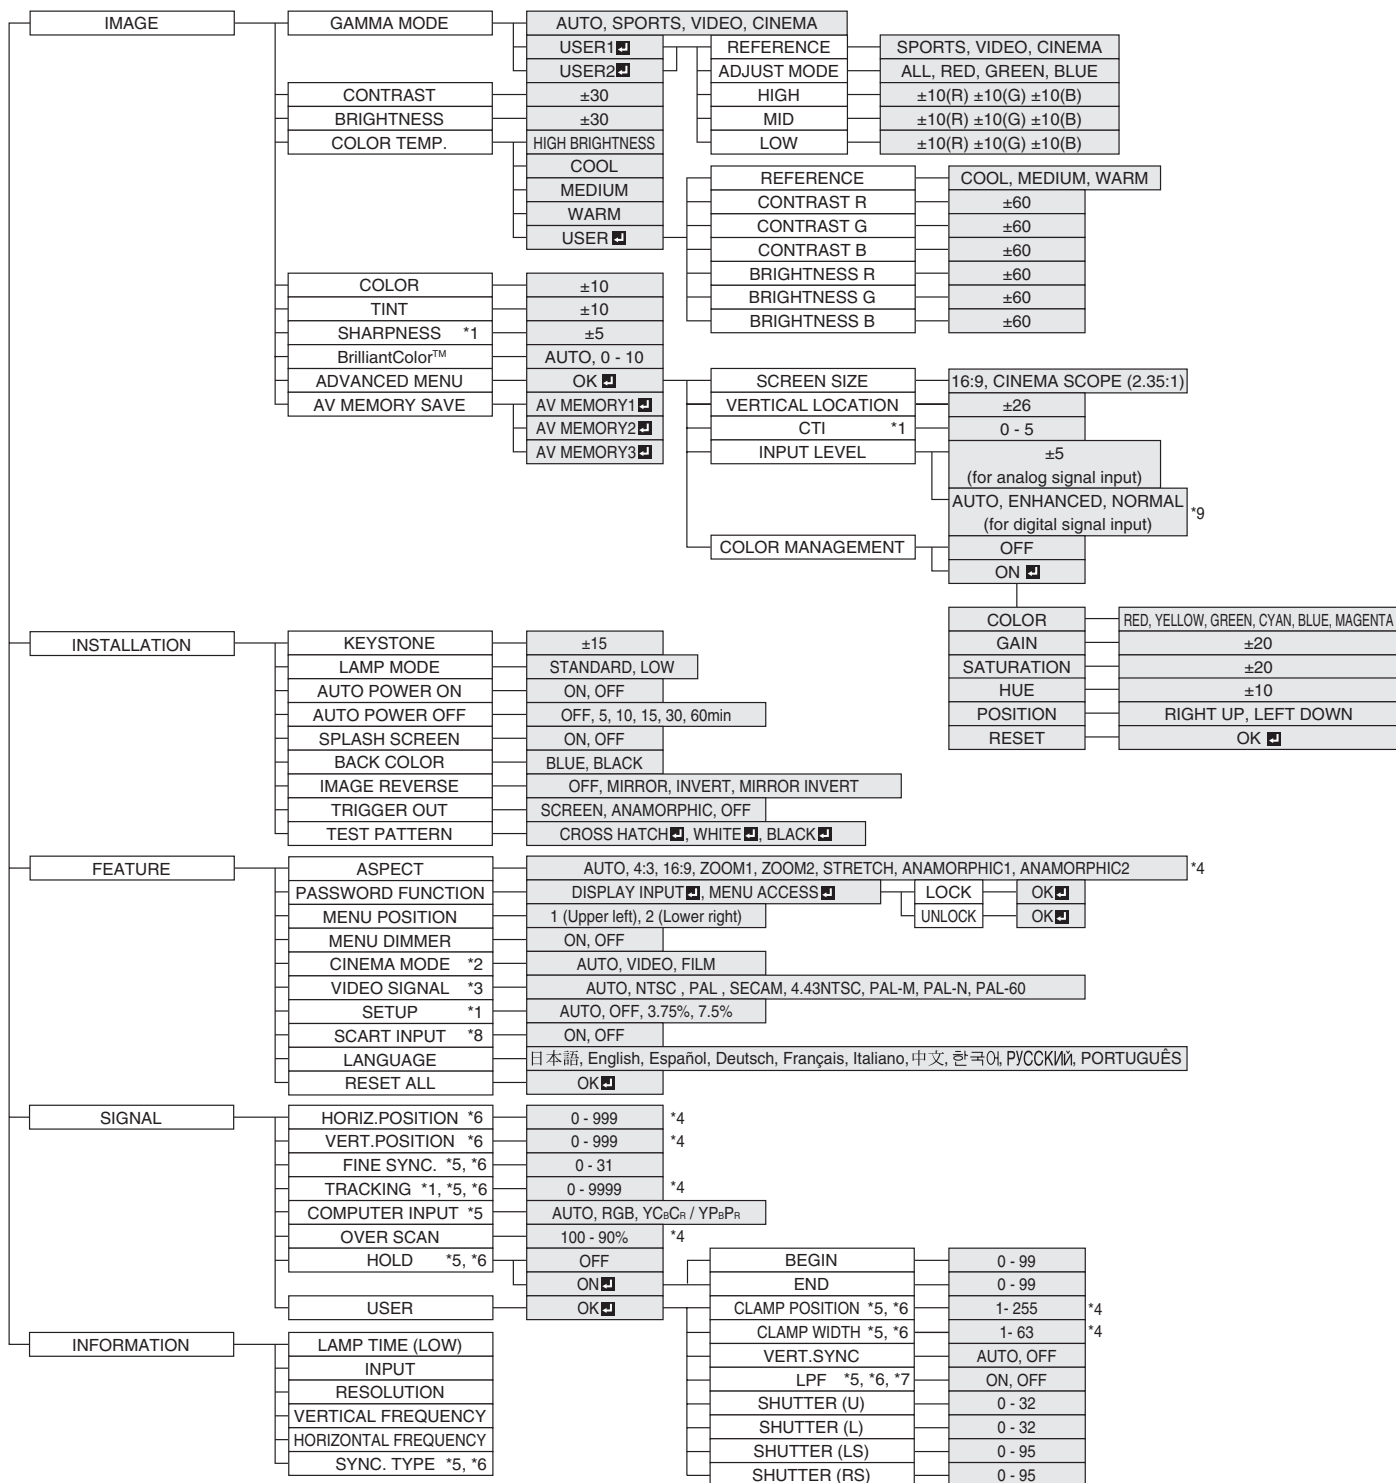 IMAGE GAMMA MODE AUTO, SPORTS, VIDEO, CINEMA
USER1 REFERENCE SPORTS, VIDEO, CINEMA
USER2 ADJUST MODE ALL, RED, GREEN, BLUE
CONTRAST ±30 HIGH ±10(R) ±10(G) ±10(B)
BRIGHTNESS ±30 MID ±10(R) ±10(G) ±10(B)
COLOR TEMP. HIGH BRIGHTNESS LOW ±10(R) ±10(G) ±10(B)
COOL
REFERENCE COOL, MEDIUM, WARM
MEDIUM CONTRAST R ±60
WARM CONTRAST G ±60
USER CONTRAST B ±60
COLOR ±10 BRIGHTNESS R ±60
TINT ±10 BRIGHTNESS G ±60
SHARPNESS *1 ±5 BRIGHTNESS B ±60
BrilliantColor™ AUTO, 0 - 10
ADVANCED MENU OK SCREEN SIZE 16:9, CINEMA SCOPE (2.35:1)
AV MEMORY SAVE AV MEMORY1 VERTICAL LOCATION ±26
AV MEMORY2 CTI *1 0 - 5
AV MEMORY3 INPUT LEVEL ±5
(for analog signal input)
AUTO, ENHANCED, NORMAL *9
(for digital signal input)
COLOR MANAGEMENT OFF
ON
COLOR RED, YELLOW, GREEN, CYAN, BLUE, MAGENTA
GAIN ±20
SATURATION ±20
HUE ±10
POSITION RIGHT UP, LEFT DOWN
RESET OK
INSTALLATION KEYSTONE ±15
LAMP MODE STANDARD, LOW
AUTO POWER ON ON, OFF
AUTO POWER OFF OFF, 5, 10, 15, 30, 60min
SPLASH SCREEN ON, OFF
BACK COLOR BLUE, BLACK
IMAGE REVERSE OFF, MIRROR, INVERT, MIRROR INVERT
TRIGGER OUT SCREEN, ANAMORPHIC, OFF
TEST PATTERN CROSS HATCH, WHITE, BLACK
FEATURE ASPECT AUTO, 4:3, 16:9, ZOOM1, ZOOM2, STRETCH, ANAMORPHIC1, ANAMORPHIC2 *4
PASSWORD FUNCTION DISPLAY INPUT, MENU ACCESS LOCK OK
MENU POSITION 1 (Upper left), 2 (Lower right) UNLOCK OK
MENU DIMMER ON, OFF
CINEMA MODE *2 AUTO, VIDEO, FILM
VIDEO SIGNAL *3 AUTO, NTSC , PAL , SECAM, 4.43NTSC, PAL-M, PAL-N, PAL-60
SETUP *1 AUTO, OFF, 3.75%, 7.5%
SCART INPUT *8 ON, OFF
LANGUAGE 日本語, English, Español, Deutsch, Français, Italiano, 中文, 한국어, РУССКИЙ, PORTUGUÊS
RESET ALL OK
SIGNAL HORIZ.POSITION *6 0 - 999 *4
VERT.POSITION *6 0 - 999 *4
FINE SYNC. *5, *6 0 - 31
TRACKING *1, *5, *6 0 - 9999 *4
COMPUTER INPUT *5 AUTO, RGB, YCBCR / YPBPR
OVER SCAN 100 - 90% *4
HOLD *5, *6 OFF BEGIN 0 - 99
ON END 0 - 99
USER OK CLAMP POSITION *5, *6 1- 255 *4
CLAMP WIDTH *5, *6 1- 63 *4
VERT.SYNC AUTO, OFF
LPF *5, *6, *7 ON, OFF
SHUTTER (U) 0 - 32
SHUTTER (L) 0 - 32
SHUTTER (LS) 0 - 95
SHUTTER (RS) 0 - 95
INFORMATION LAMP TIME (LOW)
INPUT
RESOLUTION
VERTICAL FREQUENCY
HORIZONTAL FREQUENCY
SYNC. TYPE *5, *6